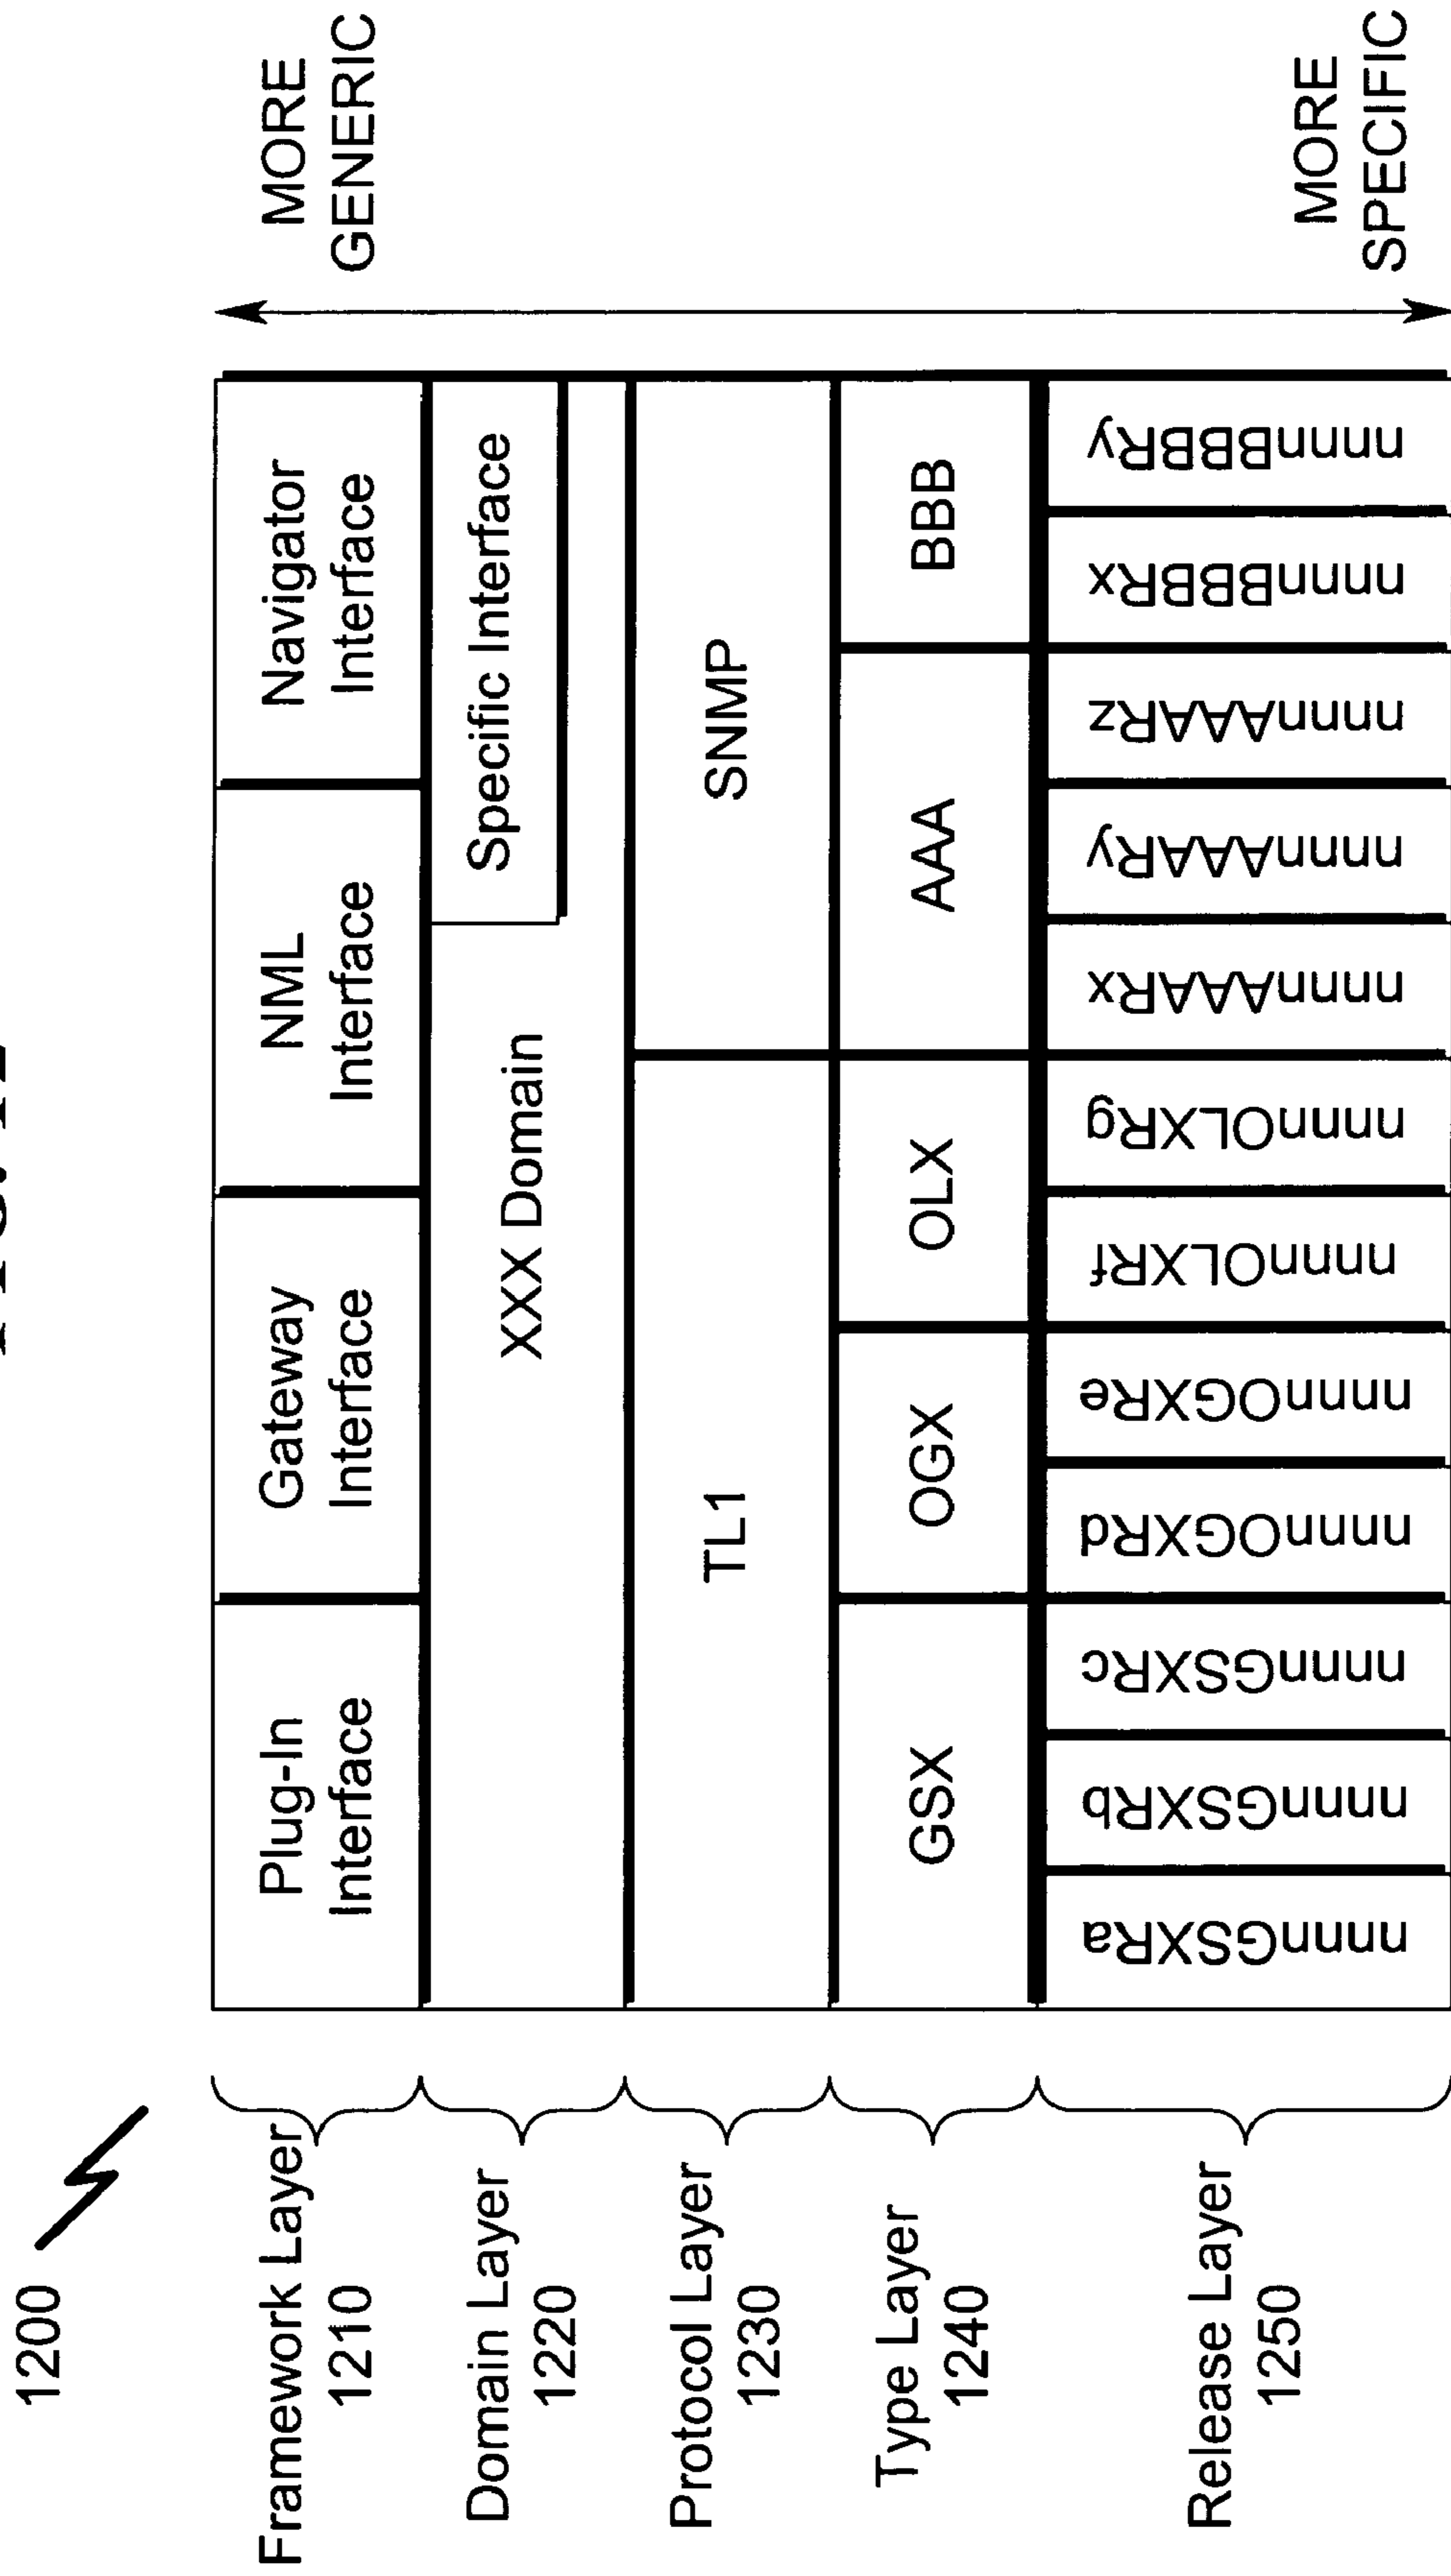 1200
Framework Layer
1210
Plug-In
Interface
Gateway
Interface
NML
Interface
Navigator
Interface
MORE
GENERIC
Domain Layer
1220
XXX Domain
Specific Interface
Protocol Layer
1230
TL1
SNMP
Type Layer
1240
GSX
OGX
OLX
AAA
BBB
Release Layer
1250
nnnnGSXRa
nnnnGSXRb
nnnnGSXRc
nnnnOGXRd
nnnnOGXRe
nnnnOLXRf
nnnnOLXRg
nnnnAAARx
nnnnAAARy
nnnnAAARz
nnnnBBBRx
nnnnBBBRy
MORE
SPECIFIC